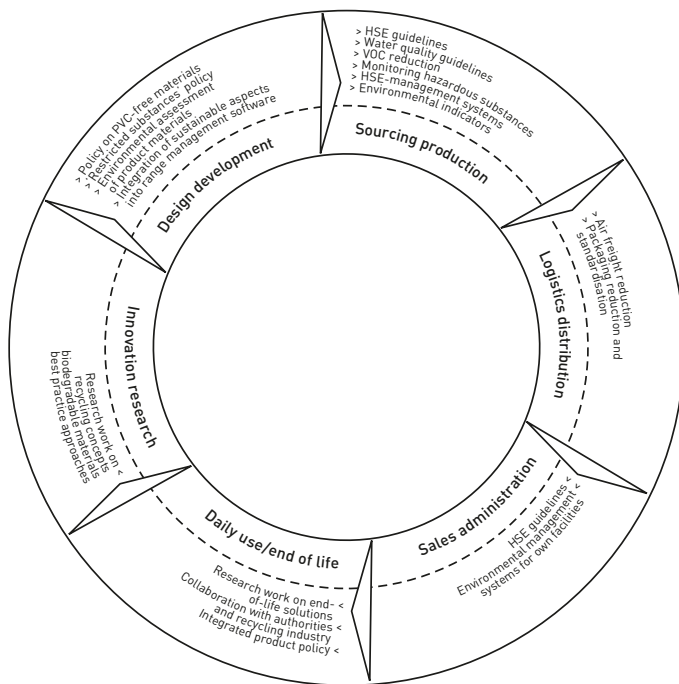 > HSE guidelines
> Water quality guidelines
> VOC reduction
> Monitoring hazardous substances
> HSE-management systems
> Environmental indicators
Sourcing production
> Air freight reduction
> Packaging reduction and
standardisation
Logistics distribution
Sales administration
HSE guidelines <
Environmental management <
systems for own facilities
Daily use/end of life
Research work on end- <
of-life solutions
Collaboration with authorities <
and recycling industry
Integrated product policy <
Innovation research
Research work on <
recycling concepts
biodegradable materials
best practice approaches
> Policy on PVC-free materials
> Restricted substances' policy
> Environmental assessment
of product materials
> Integration of sustainable aspects
into range management software
Design development